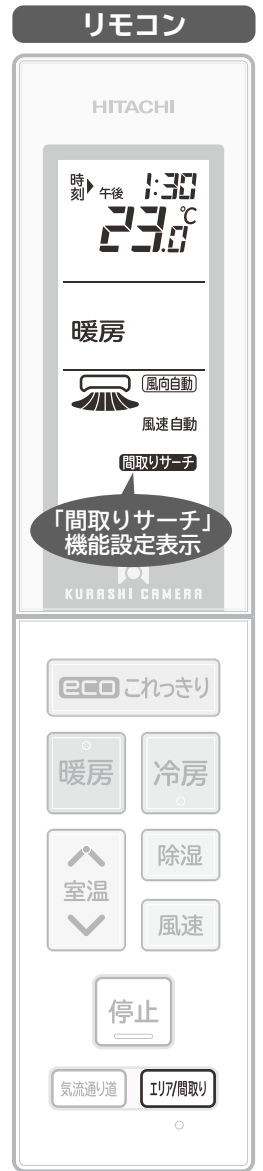 リモコン
HITACHI
時刻 午後 1:30
23.0℃
暖房
風向自動
風速自動
間取りサーチ
「間取りサーチ」
機能設定表示
KURASHI CAMERA
eco これっきり
暖房 冷房
室温 除湿
風速
停止
気流通り道 エリア/間取り